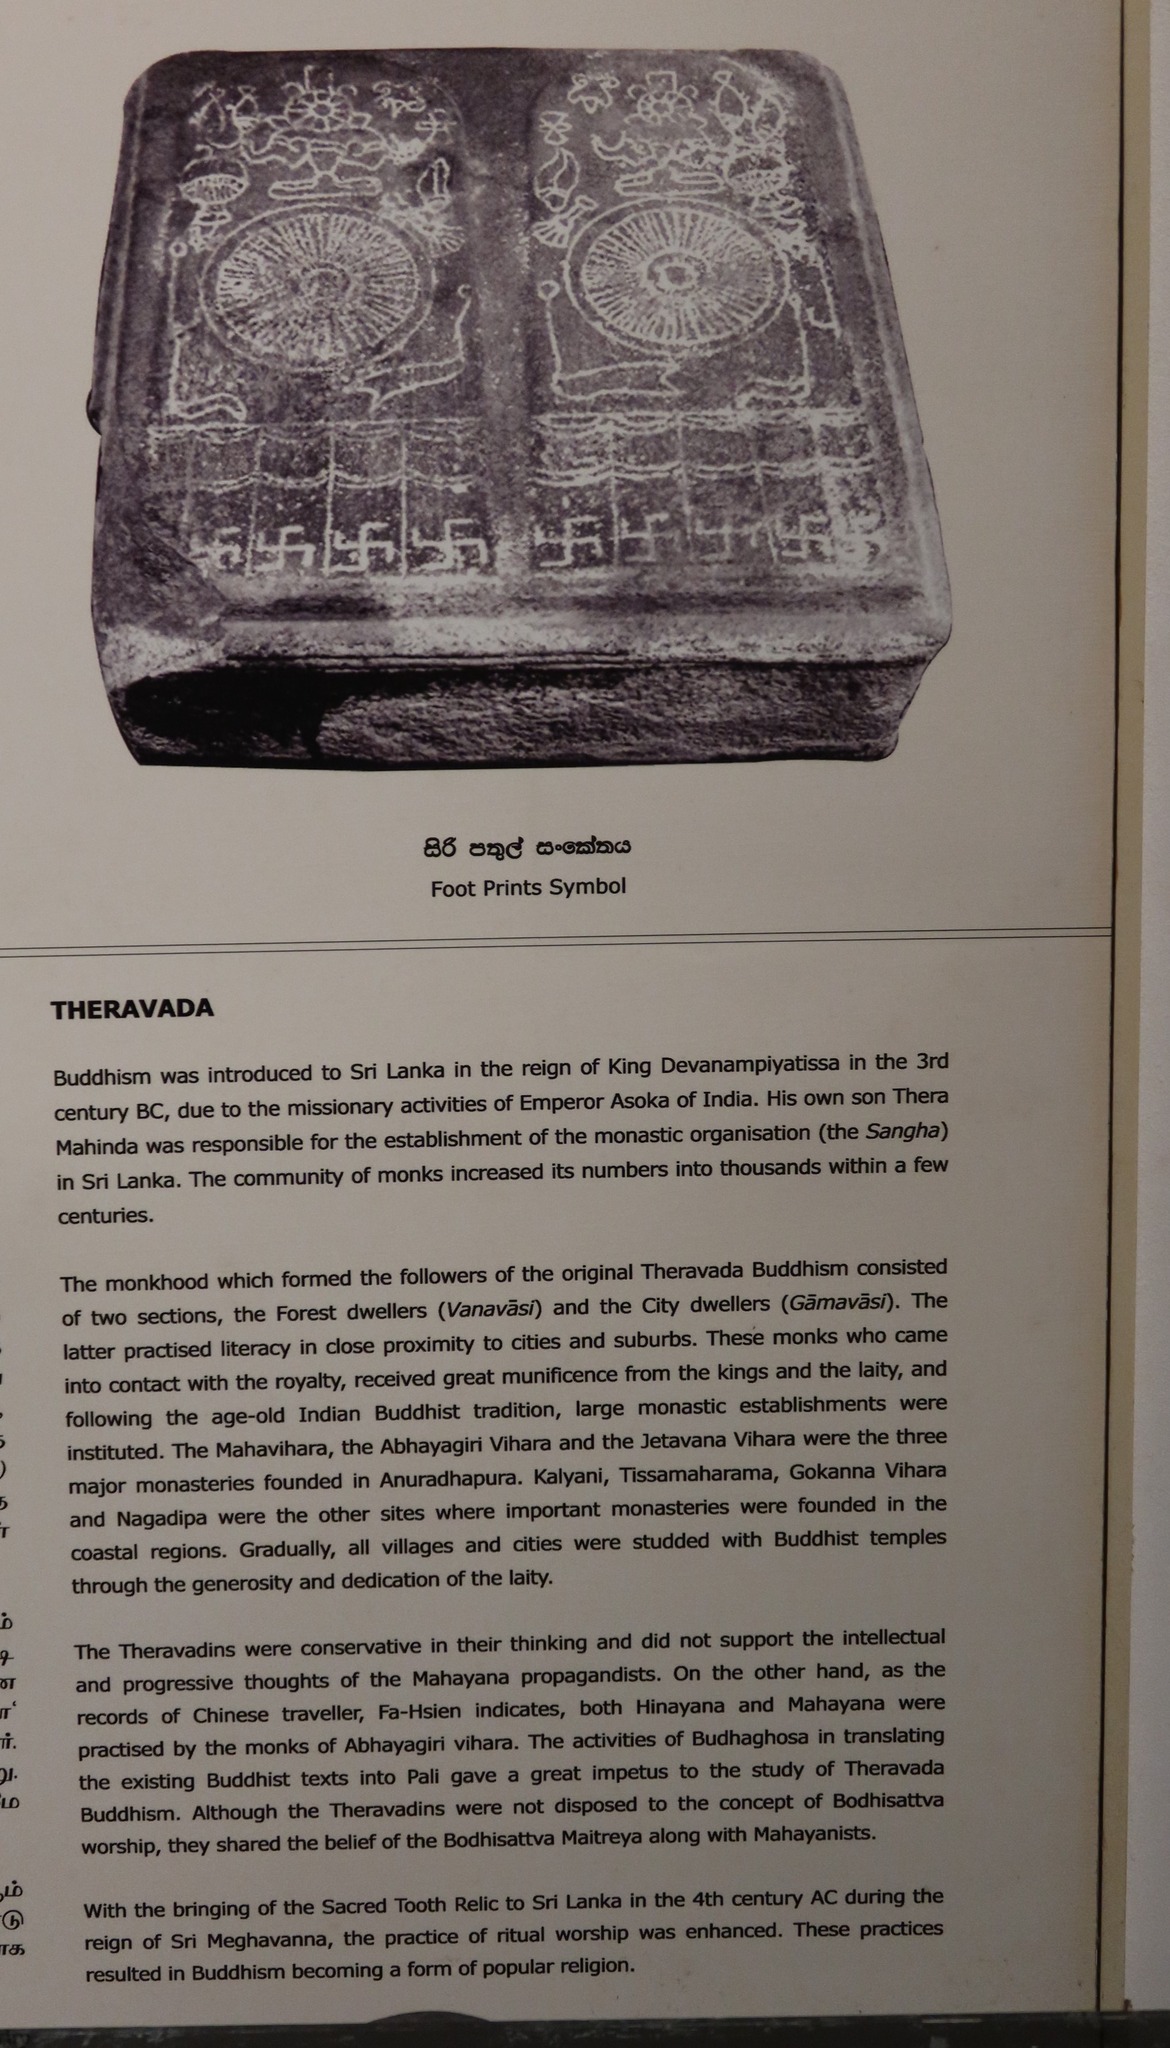 සිරි පතුල් සංකේතය
Foot Prints Symbol
THERAVADA
Buddhism was introduced to Sri Lanka in the reign of King Devanampiyatissa in the 3rd
century BC, due to the missionary activities of Emperor Asoka of India. His own son Thera
Mahinda was responsible for the establishment of the monastic organisation (the Sangha)
in Sri Lanka. The community of monks increased its numbers into thousands within a few
centuries.
The monkhood which formed the followers of the original Theravada Buddhism consisted
of two sections, the Forest dwellers (Vanavāsi) and the City dwellers (Gāmavāsi). The
latter practised literacy in close proximity to cities and suburbs. These monks who came
into contact with the royalty, received great munificence from the kings and the laity, and
following the age-old Indian Buddhist tradition, large monastic establishments were
instituted. The Mahavihara, the Abhayagiri Vihara and the Jetavana Vihara were the three
major monasteries founded in Anuradhapura. Kalyani, Tissamaharama, Gokanna Vihara
and Nagadipa were the other sites where important monasteries were founded in the
coastal regions. Gradually, all villages and cities were studded with Buddhist temples
through the generosity and dedication of the laity.
The Theravadins were conservative in their thinking and did not support the intellectual
and progressive thoughts of the Mahayana propagandists. On the other hand, as the
records of Chinese traveller, Fa-Hsien indicates, both Hinayana and Mahayana were
practised by the monks of Abhayagiri vihara. The activities of Budhaghosa in translating
the existing Buddhist texts into Pali gave a great impetus to the study of Theravada
Buddhism. Although the Theravadins were not disposed to the concept of Bodhisattva
worship, they shared the belief of the Bodhisattva Maitreya along with Mahayanists.
With the bringing of the Sacred Tooth Relic to Sri Lanka in the 4th century AC during the
reign of Sri Meghavanna, the practice of ritual worship was enhanced. These practices
resulted in Buddhism becoming a form of popular religion.